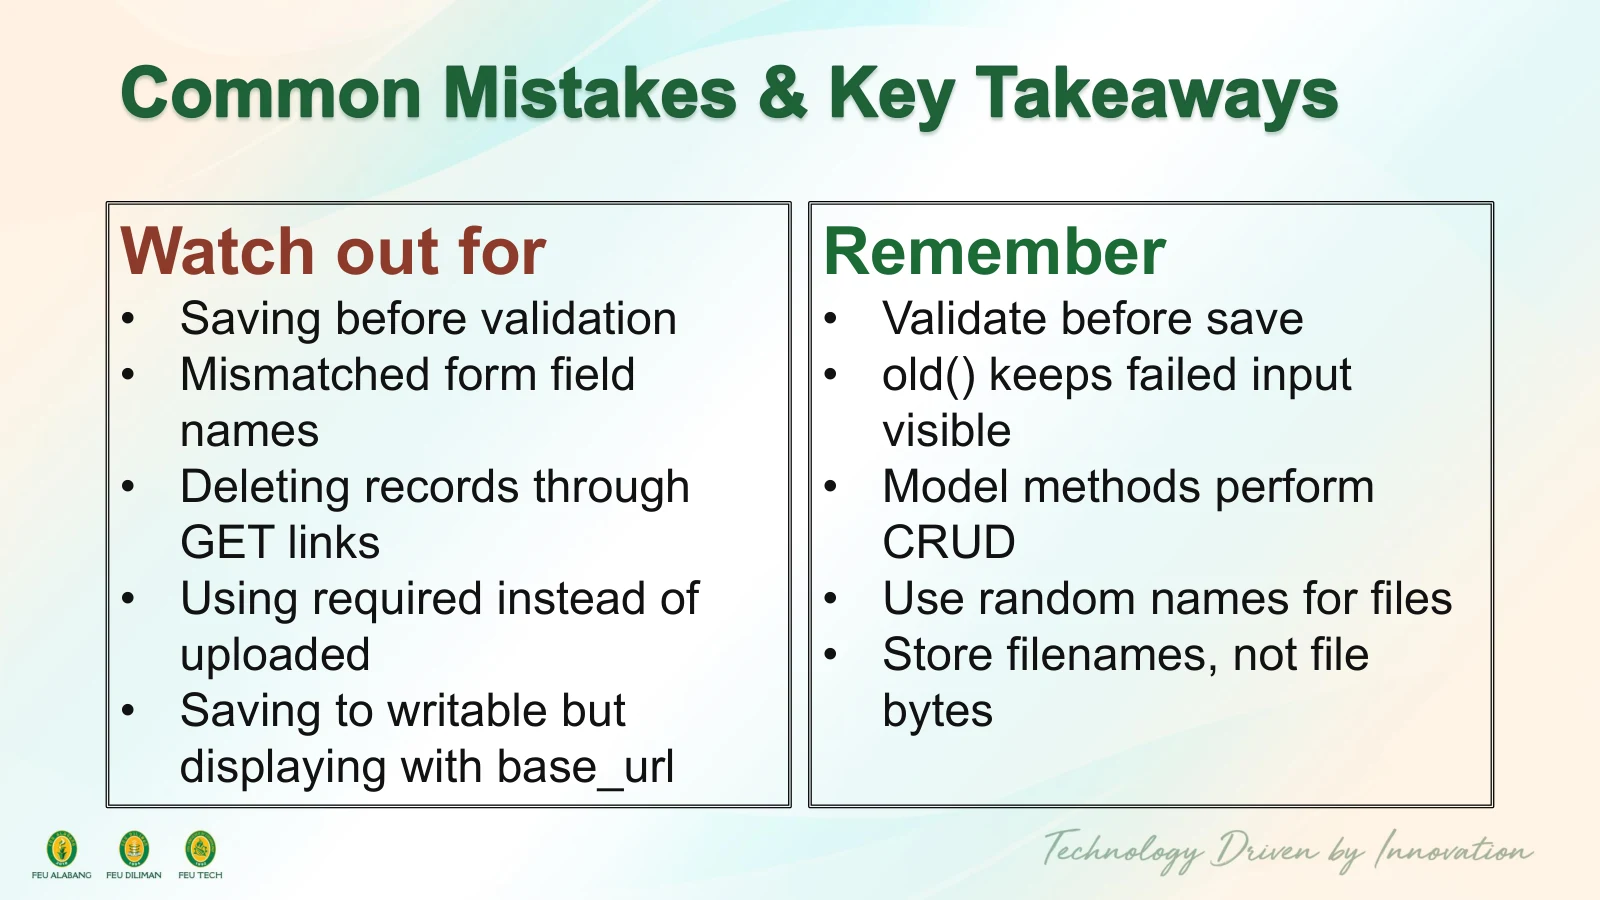 Common Mistakes & Key Takeaways
Watch out for
• Saving before validation
• Mismatched form field
names
• Deleting records through
GET links
• Using required instead of
uploaded
• Saving to writable but
displaying with base_url
Remember
• Validate before save
• old() keeps failed input
visible
• Model methods perform
CRUD
• Use random names for files
• Store filenames, not file
bytes
FEU ALABANG
FEU DILIMAN
FEU TECH
Technology Driven by Innovation